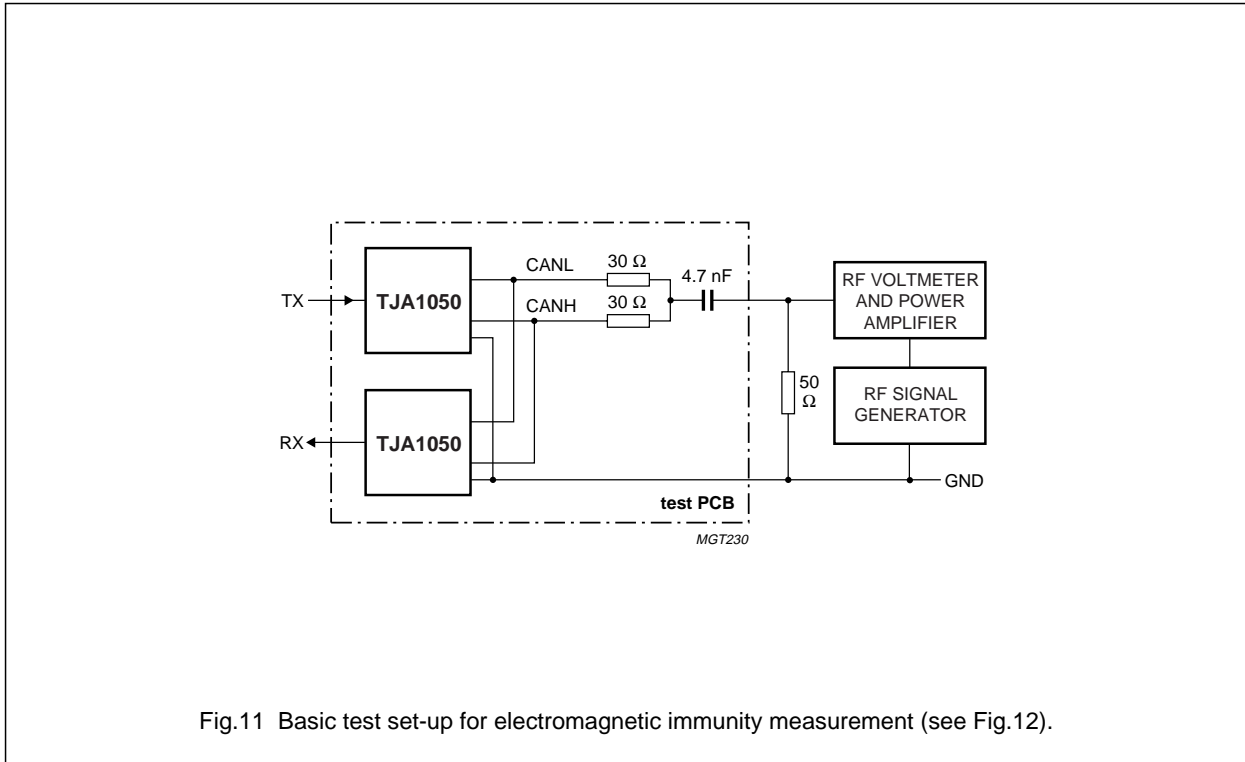 TX
TJA1050
CANL
30 Ω
CANH
30 Ω
4.7 nF
RF VOLTMETER
AND POWER
AMPLIFIER
50
Ω
RF SIGNAL
GENERATOR
RX
TJA1050
GND
test PCB
MGT230
Fig.11 Basic test set-up for electromagnetic immunity measurement (see Fig.12).